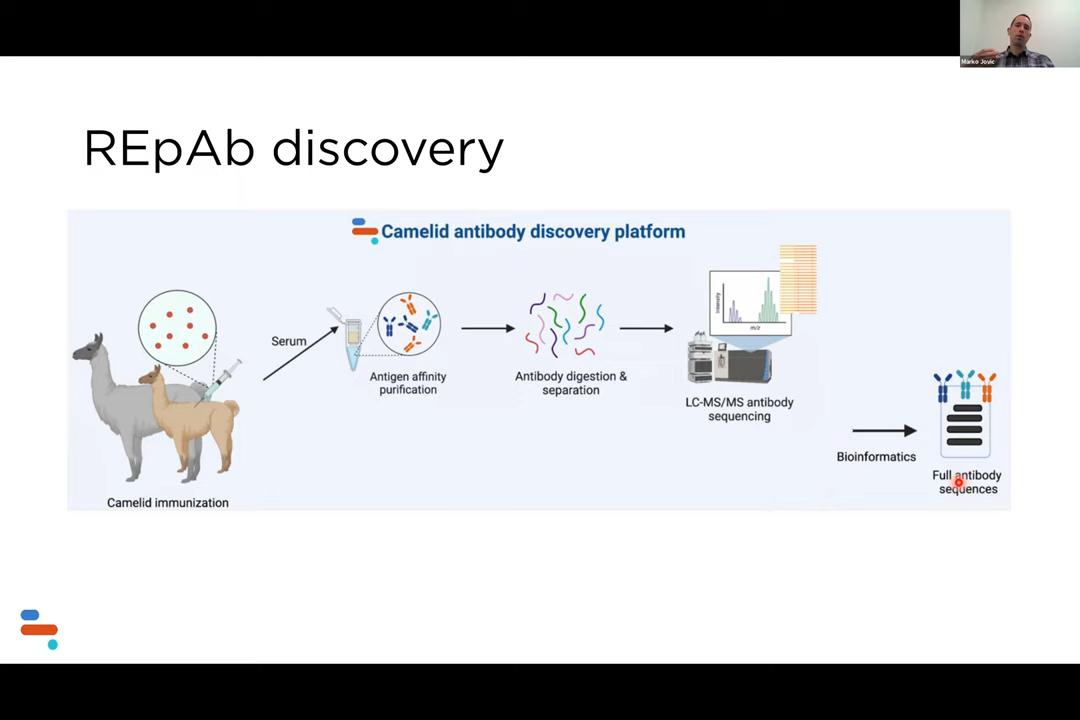 Marko Jovic
REpAb discovery
Camelid antibody discovery platform
Serum
Antigen affinity
purification
Antibody digestion &
separation
Intensity
m/z
LC-MS/MS antibody
sequencing
Bioinformatics
Full antibody
sequences
Camelid immunization